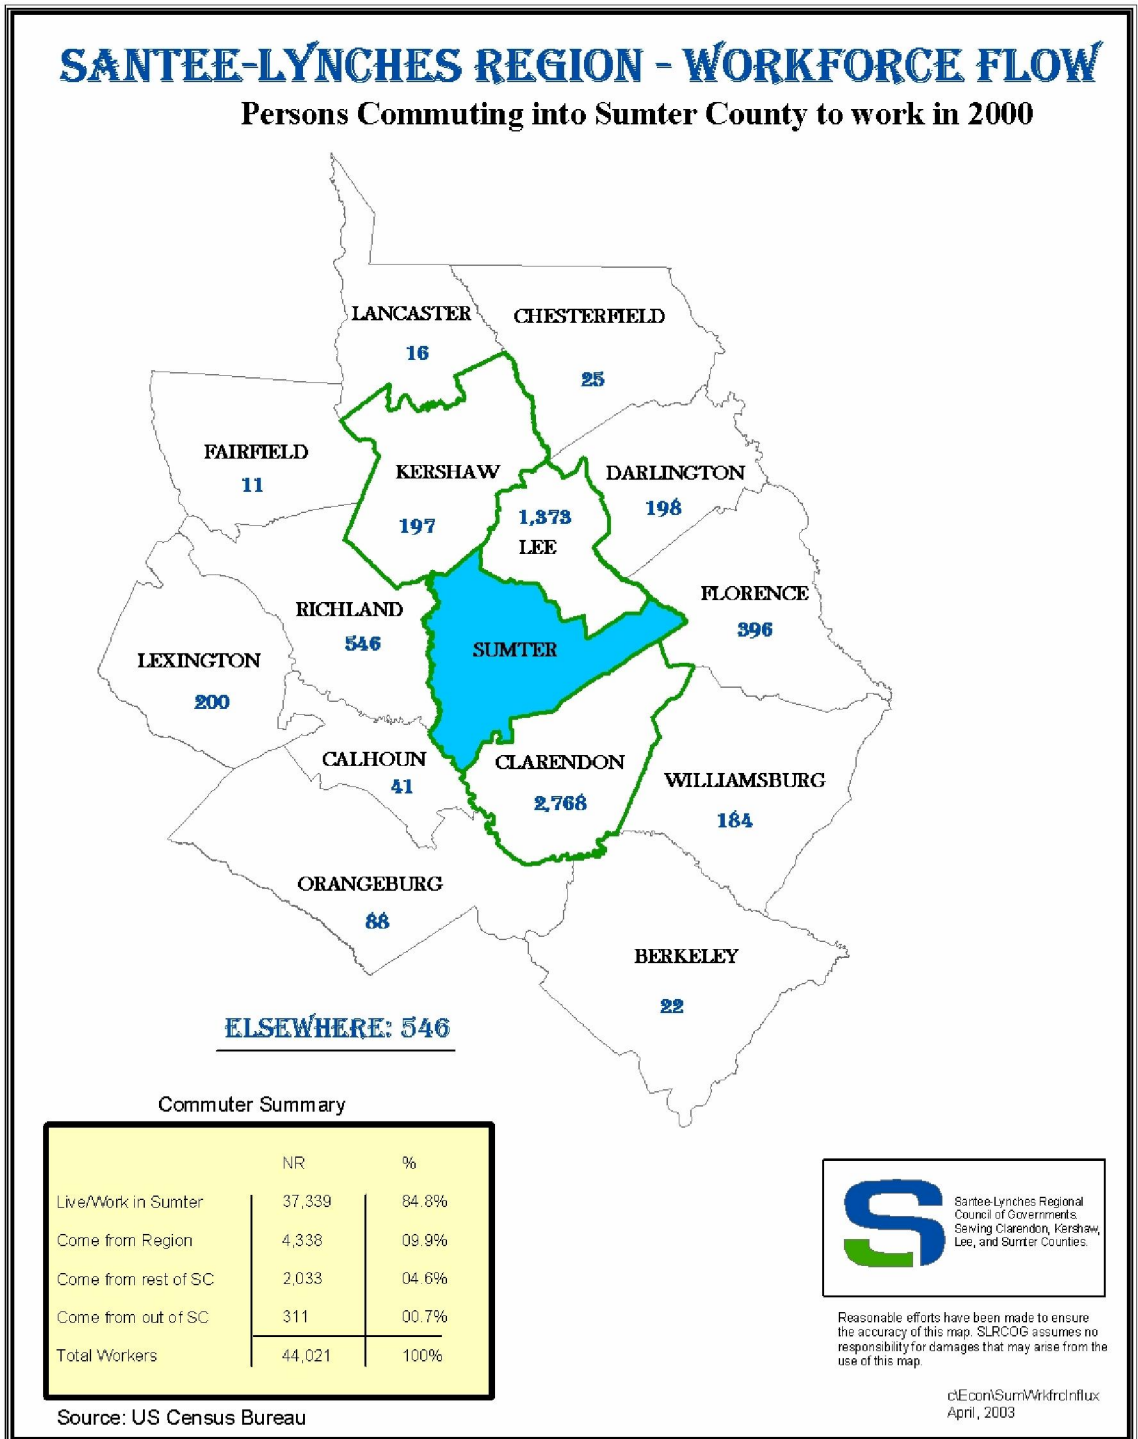 SANTEE-LYNCHES REGION - WORKFORCE FLOW
Persons Commuting into Sumter County to work in 2000
LANCASTER
16
CHESTERFIELD
25
FAIRFIELD
11
KERSHAW
197
DARLINGTON
198
1,373
LEE
RICHLAND
546
FLORENCE
396
SUMTER
LEXINGTON
200
CALHOUN
41
CLARENDON
2,768
WILLIAMSBURG
184
ORANGEBURG
88
BERKELEY
22
ELSEWHERE: 546
Commuter Summary
NR %
Live/Work in Sumter 37,339 84.8%
Come from Region 4,338 09.9%
Come from rest of SC 2,033 04.6%
Come from out of SC 311 00.7%
Total Workers 44,021 100%
Source: US Census Bureau
Santee-Lynches Regional
Council of Governments.
Serving Clarendon, Kershaw,
Lee, and Sumter Counties.
Reasonable efforts have been made to ensure
the accuracy of this map. SLRCOG assumes no
responsibility for damages that may arise from the
use of this map.
c\Econ\SumWrkfrcInflux
April, 2003